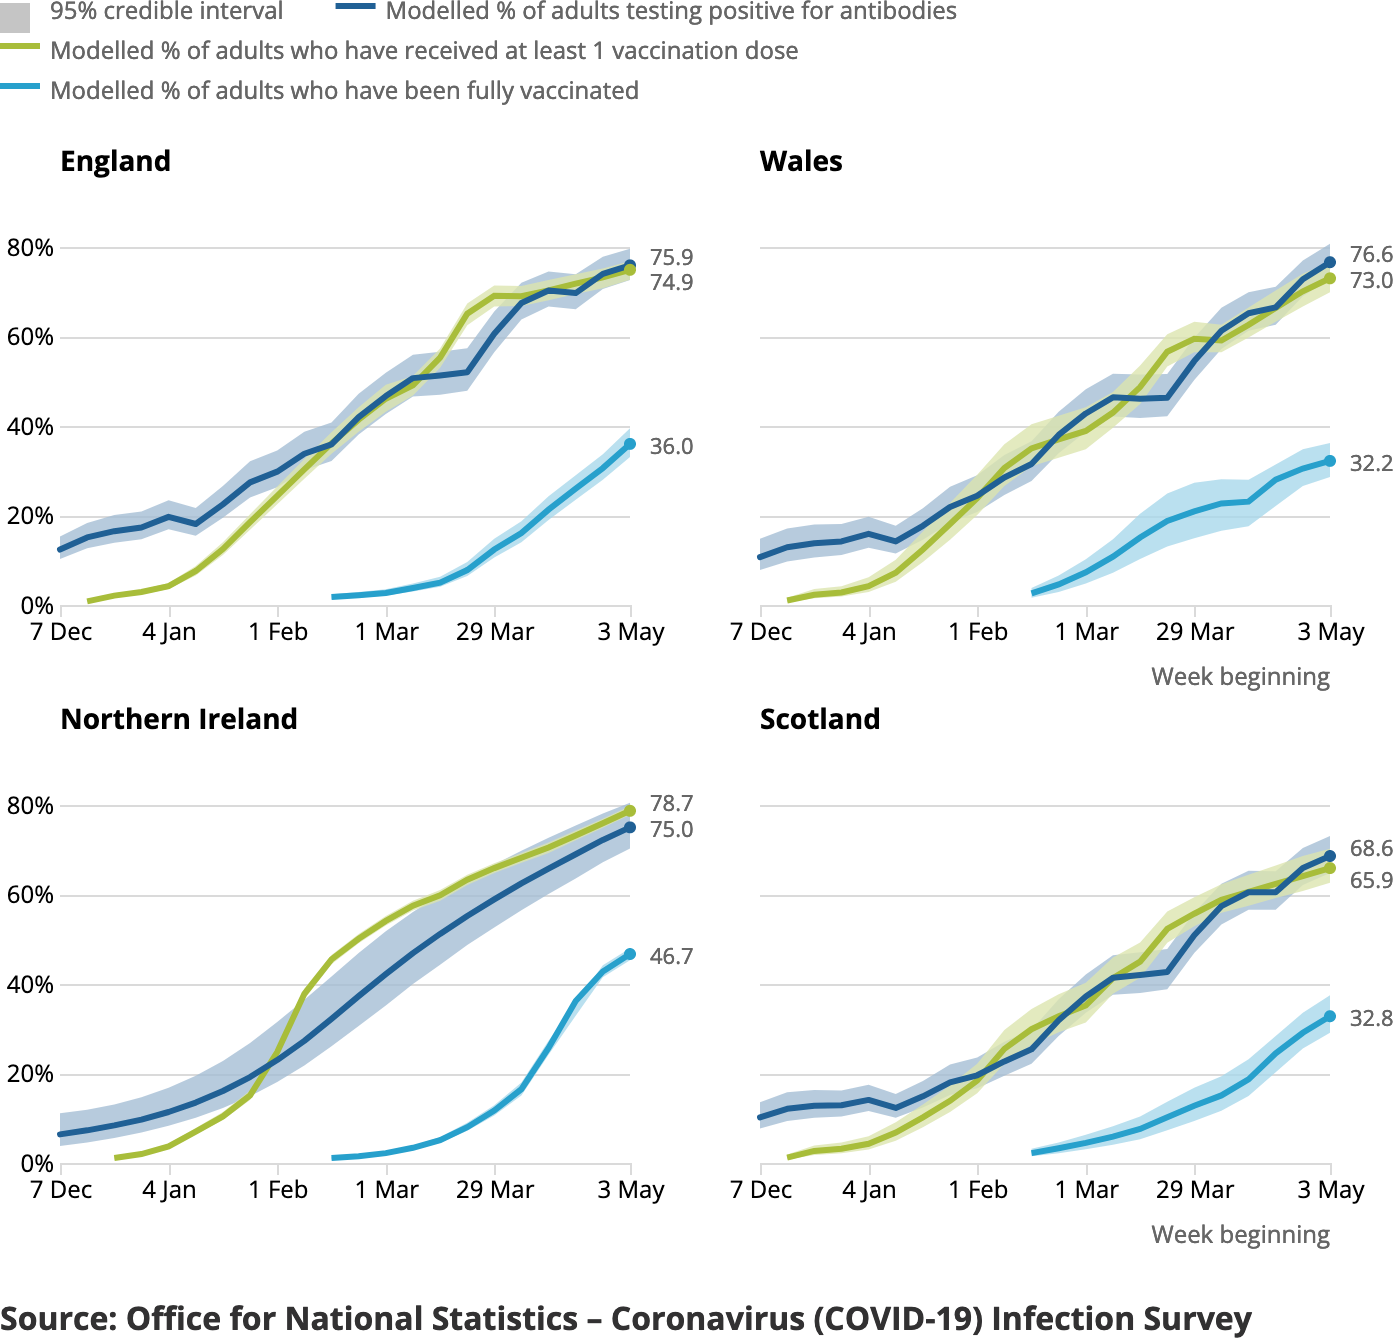 95% credible interval Modelled % of adults testing positive for antibodies
Modelled % of adults who have received at least 1 vaccination dose
Modelled % of adults who have been fully vaccinated
England
80%
60%
40%
20%
0%
75.9
74.9
36.0
7 Dec 4 Jan 1 Feb 1 Mar 29 Mar 3 May
Wales
76.6
73.0
32.2
7 Dec 4 Jan 1 Feb 1 Mar 29 Mar 3 May
Week beginning
Northern Ireland
80%
60%
40%
20%
0%
78.7
75.0
46.7
7 Dec 4 Jan 1 Feb 1 Mar 29 Mar 3 May
Scotland
68.6
65.9
32.8
7 Dec 4 Jan 1 Feb 1 Mar 29 Mar 3 May
Week beginning
Source: Office for National Statistics – Coronavirus (COVID-19) Infection Survey